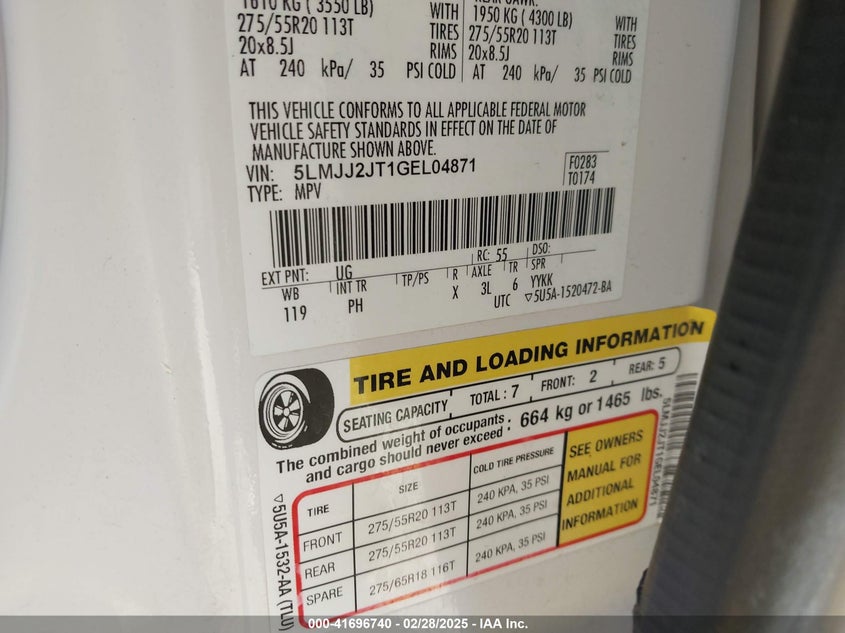 1610 KG ( 3550 LB) WITH
275/55R20 113T TIRES
20x8.5J RIMS
AT 240 kPa/ 35 PSI COLD
1950 KG ( 4300 LB) WITH
275/55R20 113T TIRES
20x8.5J RIMS
AT 240 kPa/ 35 PSI COLD
THIS VEHICLE CONFORMS TO ALL APPLICABLE FEDERAL MOTOR
VEHICLE SAFETY STANDARDS IN EFFECT ON THE DATE OF
MANUFACTURE SHOWN ABOVE.
VIN: 5LMJJ2JT1GEL04871
TYPE: MPV
F0283
T0174
EXT PNT: UG RC: 55 DSO:
WB INT TR TP/PS R AXLE TR SPR
119 PH X 3L 6 YYKK
UTC ▽5U5A-1520472-BA
TIRE AND LOADING INFORMATION
SEATING CAPACITY TOTAL : 7 FRONT: 2 REAR: 5
The combined weight of occupants
and cargo should never exceed : 664 kg or 1465 lbs.
TIRE SIZE COLD TIRE PRESSURE
FRONT 275/55R20 113T 240 KPA, 35 PSI
REAR 275/55R20 113T 240 KPA, 35 PSI
SPARE 275/65R18 116T 240 KPA, 35 PSI
SEE OWNERS
MANUAL FOR
ADDITIONAL
INFORMATION
▽5U5A-1532-AA (TLU)
5LMJJ2JT1GEL04871
000-41696740 - 02/28/2025 - IAA Inc.